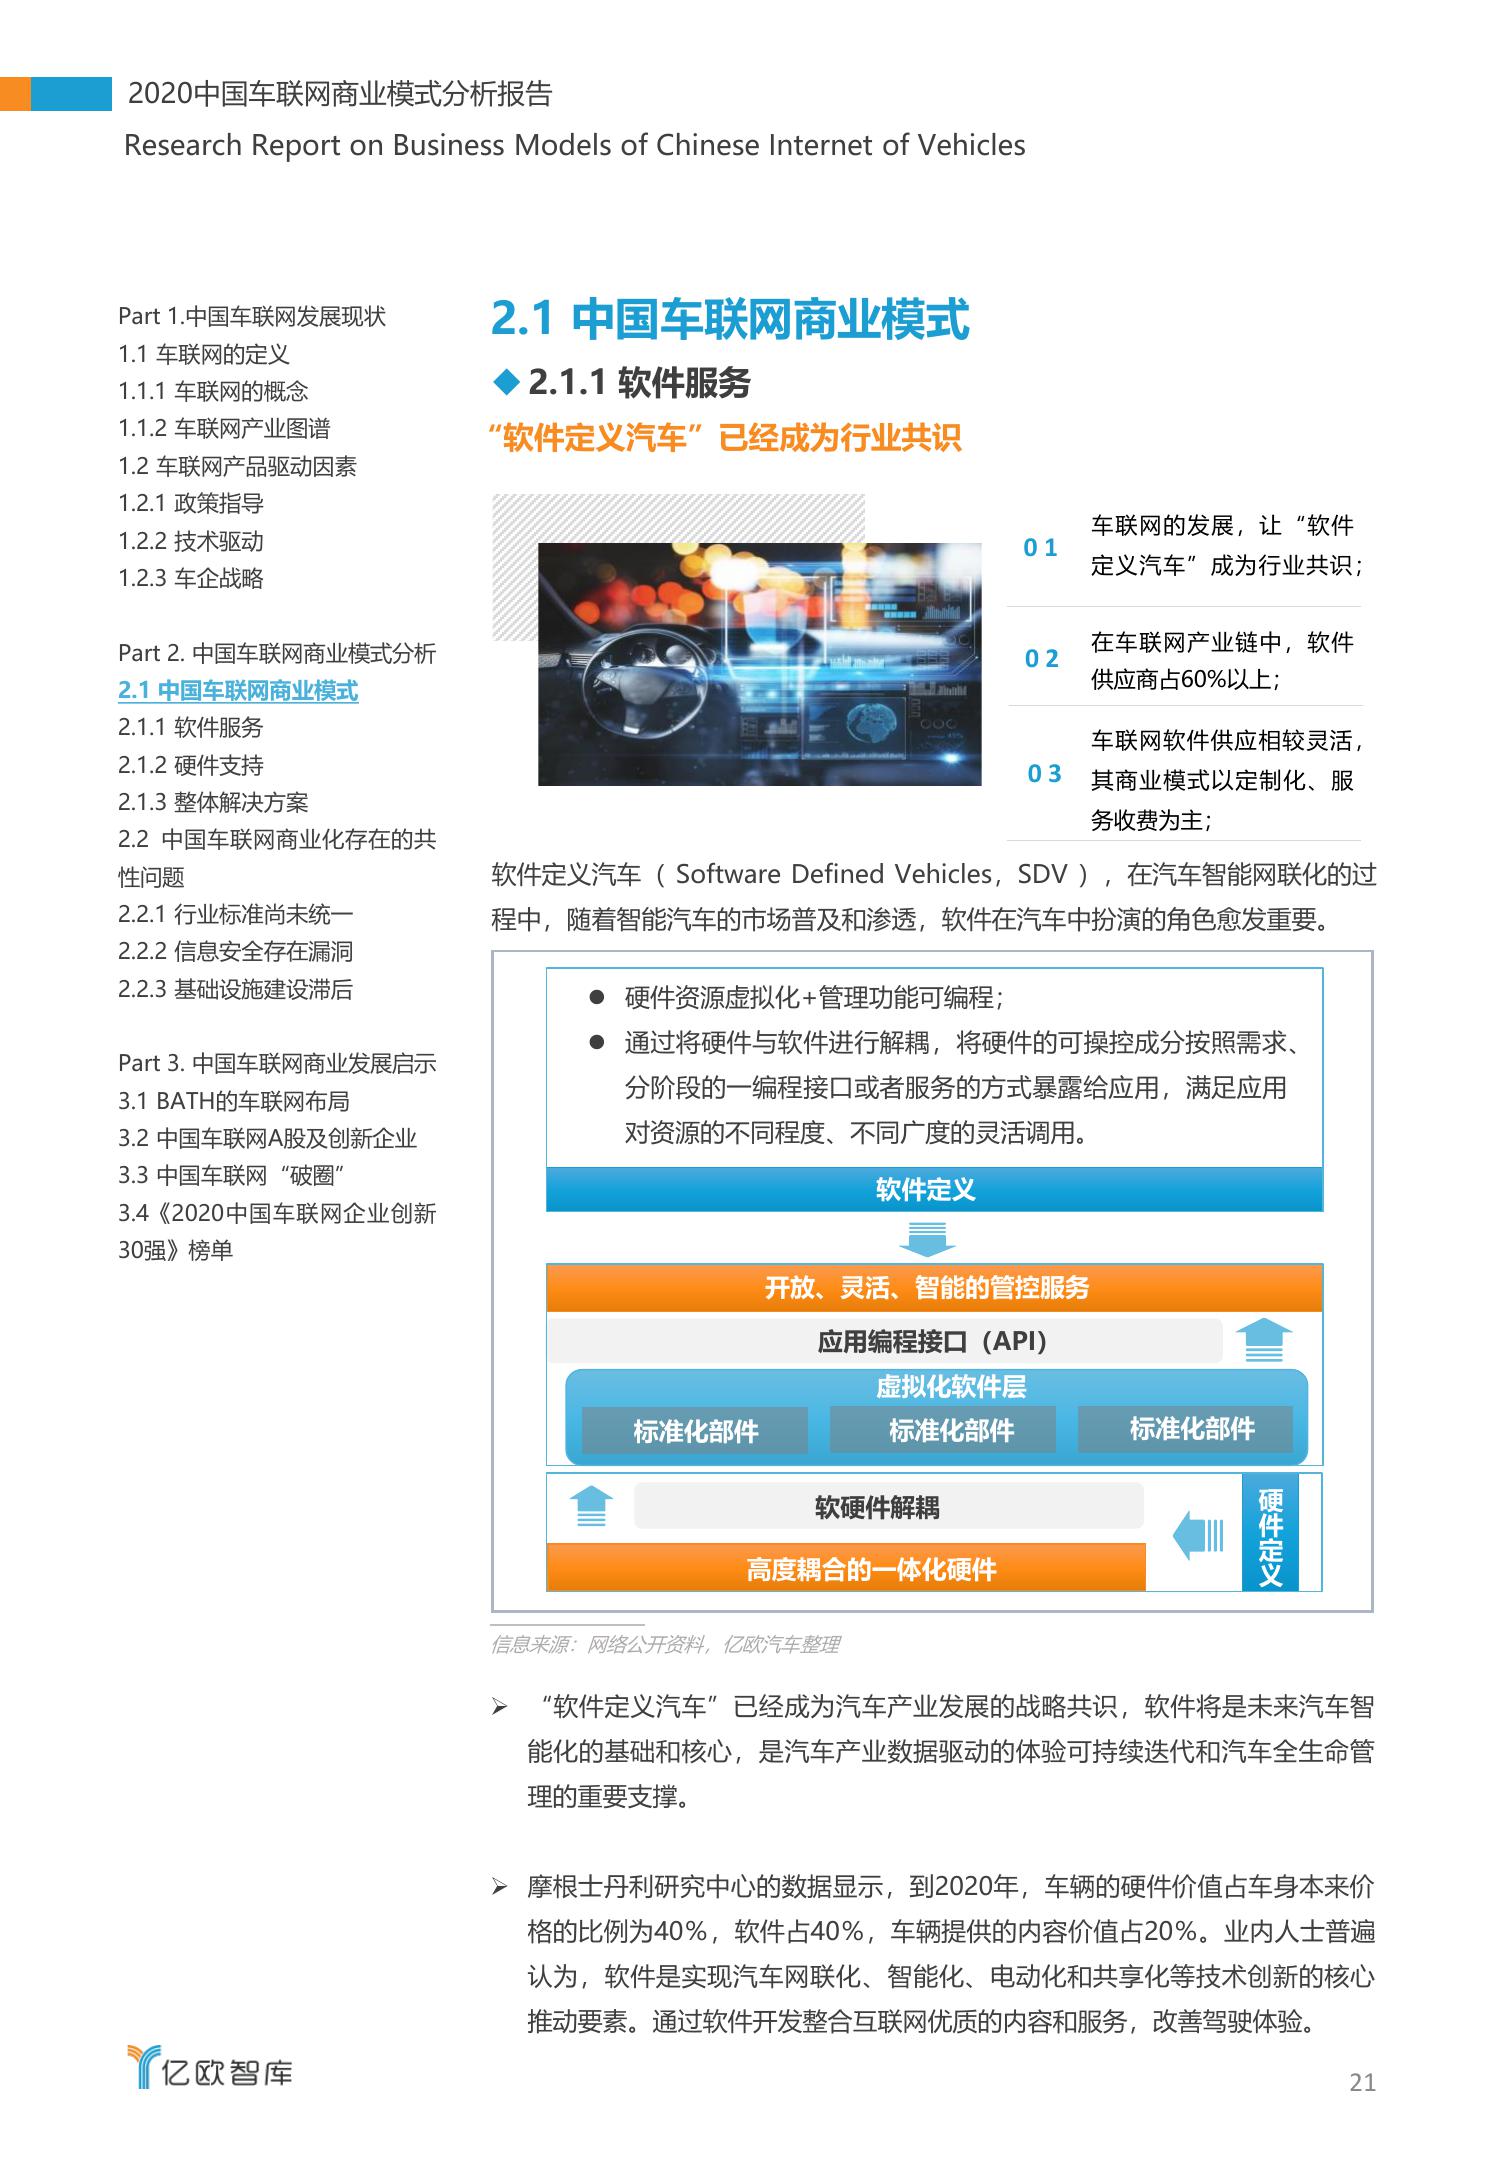 2020中国车联网商业模式分析报告
Research Report on Business Models of Chinese Internet of Vehicles
Part 1.中国车联网发展现状
1.1 车联网的定义
1.1.1 车联网的概念
1.1.2 车联网产业图谱
1.2 车联网产品驱动因素
1.2.1 政策指导
1.2.2 技术驱动
1.2.3 车企战略
Part 2. 中国车联网商业模式分析
2.1 中国车联网商业模式
2.1.1 软件服务
2.1.2 硬件支持
2.1.3 整体解决方案
2.2 中国车联网商业化存在的共
性问题
2.2.1 行业标准尚未统一
2.2.2 信息安全存在漏洞
2.2.3 基础设施建设滞后
Part 3. 中国车联网商业发展启示
3.1 BATH的车联网布局
3.2 中国车联网A股及创新企业
3.3 中国车联网“破圈”
3.4《2020中国车联网企业创新
30强》榜单
2.1 中国车联网商业模式
◆ 2.1.1 软件服务
“软件定义汽车”已经成为行业共识
01
车联网的发展，让“软件
定义汽车”成为行业共识；
02
在车联网产业链中，软件
供应商占60%以上；
03
车联网软件供应相较灵活，
其商业模式以定制化、服
务收费为主；
软件定义汽车（ Software Defined Vehicles，SDV ），在汽车智能网联化的过
程中，随着智能汽车的市场普及和渗透，软件在汽车中扮演的角色愈发重要。
● 硬件资源虚拟化+管理功能可编程；
● 通过将硬件与软件进行解耦，将硬件的可操控成分按照需求、
分阶段的一编程接口或者服务的方式暴露给应用，满足应用
对资源的不同程度、不同广度的灵活调用。
软件定义
开放、灵活、智能的管控服务
应用编程接口（API）
虚拟化软件层
标准化部件 标准化部件 标准化部件
软硬件解耦
高度耦合的一体化硬件
硬件定义
信息来源：网络公开资料，亿欧汽车整理
➢ “软件定义汽车”已经成为汽车产业发展的战略共识，软件将是未来汽车智
能化的基础和核心，是汽车产业数据驱动的体验可持续迭代和汽车全生命管
理的重要支撑。
➢ 摩根士丹利研究中心的数据显示，到2020年，车辆的硬件价值占车身本来价
格的比例为40%，软件占40%，车辆提供的内容价值占20%。业内人士普遍
认为，软件是实现汽车网联化、智能化、电动化和共享化等技术创新的核心
推动要素。通过软件开发整合互联网优质的内容和服务，改善驾驶体验。
亿欧智库
21